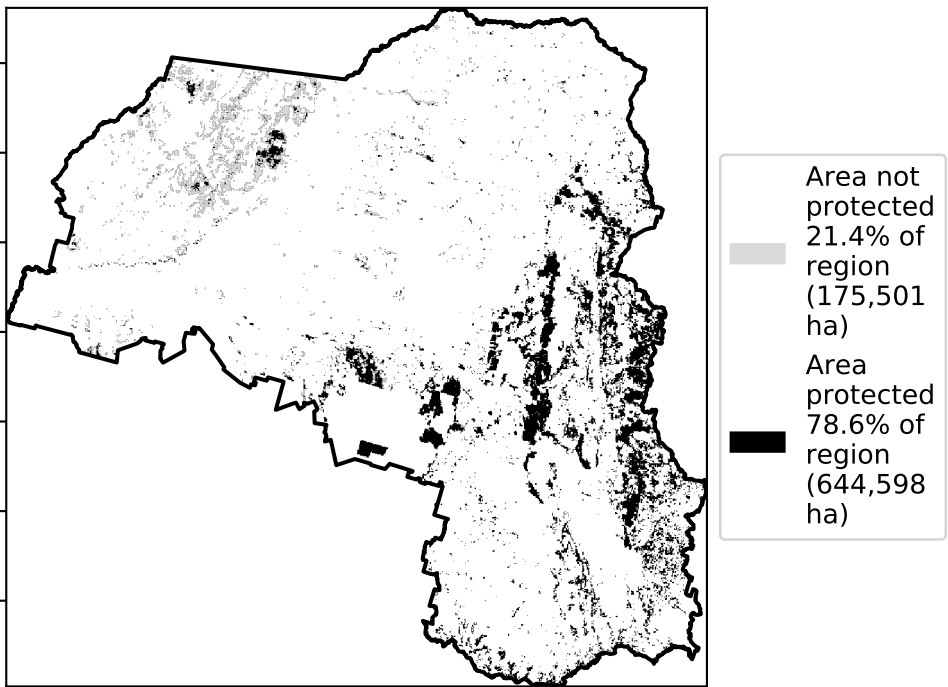 Area not
protected
21.4% of
region
(175,501
ha)
Area
protected
78.6% of
region
(644,598
ha)